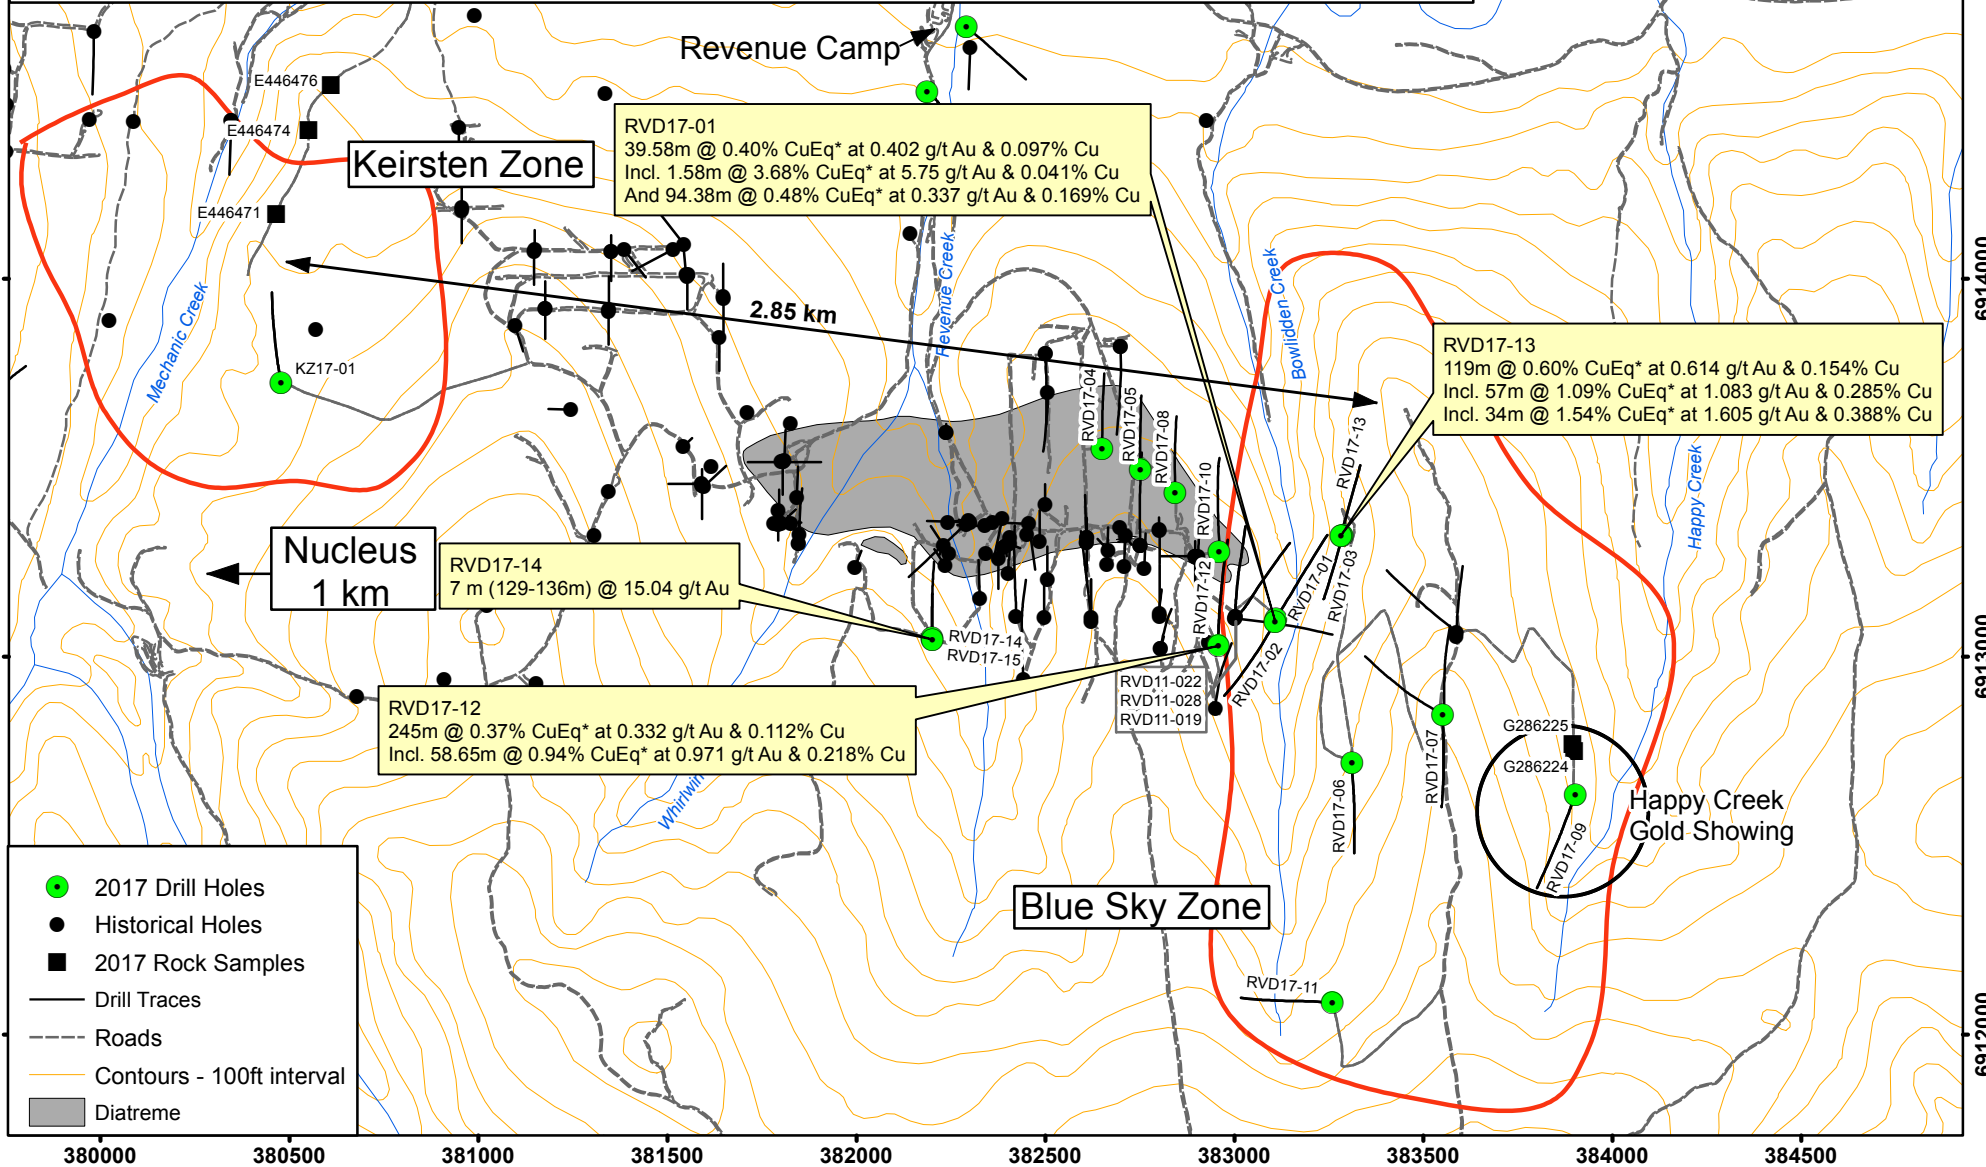 Revenue Camp
E446476
E446474
E446471
Keirsten Zone
RVD17-01
39.58m @ 0.40% CuEq* at 0.402 g/t Au & 0.097% Cu
Incl. 1.58m @ 3.68% CuEq* at 5.75 g/t Au & 0.041% Cu
And 94.38m @ 0.48% CuEq* at 0.337 g/t Au & 0.169% Cu
6914000
Mechanic Creek
Revenue Creek
Bowlidden Creek
2.85 km
KZ17-01
RVD17-13
119m @ 0.60% CuEq* at 0.614 g/t Au & 0.154% Cu
Incl. 57m @ 1.09% CuEq* at 1.083 g/t Au & 0.285% Cu
Incl. 34m @ 1.54% CuEq* at 1.605 g/t Au & 0.388% Cu
RVD17-04
RVD17-05
RVD17-08
RVD17-10
RVD17-13
Happy Creek
Nucleus
1 km
RVD17-14
7 m (129-136m) @ 15.04 g/t Au
RVD17-12
RVD17-01
RVD17-03
RVD17-14
RVD17-15
RVD17-02
6913000
RVD11-022
RVD11-028
RVD11-019
RVD17-12
245m @ 0.37% CuEq* at 0.332 g/t Au & 0.112% Cu
Incl. 58.65m @ 0.94% CuEq* at 0.971 g/t Au & 0.218% Cu
Whirlwin
RVD17-07
RVD17-06
G286225
G286224
RVD17-09
Happy Creek
Gold Showing
Blue Sky Zone
RVD17-11
6912000
2017 Drill Holes
Historical Holes
2017 Rock Samples
Drill Traces
Roads
Contours - 100ft interval
Diatreme
380000 380500 381000 381500 382000 382500 383000 383500 384000 384500